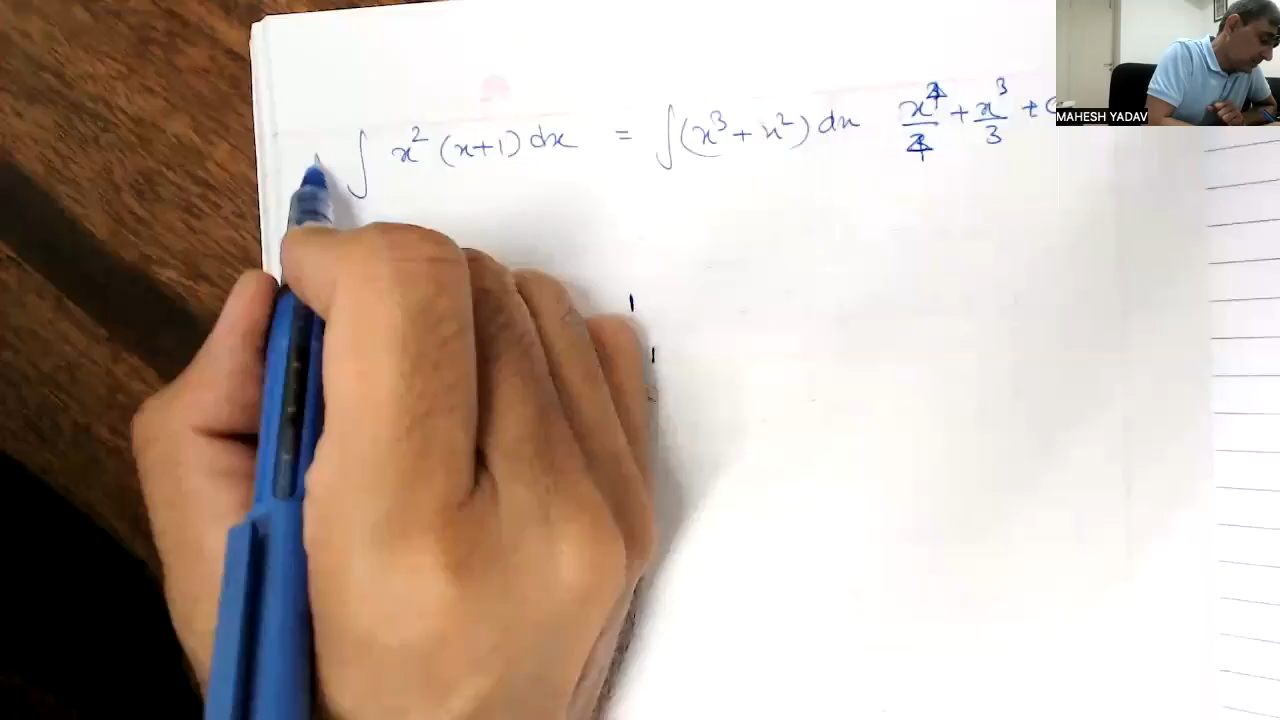 ∫ x² (x+1) dx = ∫(x³ + x²) dx x⁴/4 + x³/3 + C
MAHESH YADAV